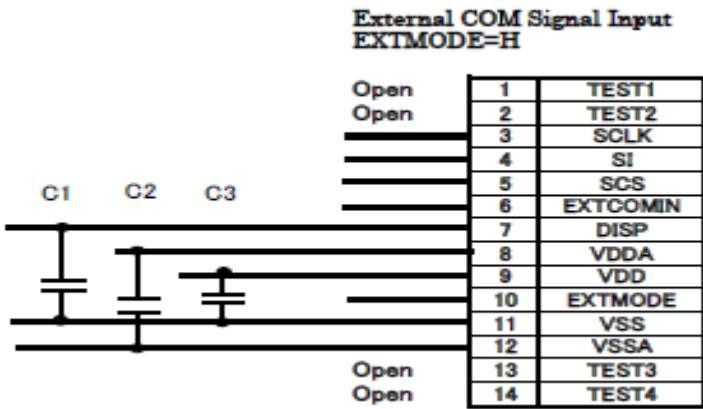 External COM Signal Input
EXTMODE=H
Open 1 TEST1
Open 2 TEST2
3 SCLK
4 SI
5 SCS
6 EXTCOMIN
7 DISP
8 VDDA
9 VDD
10 EXTMODE
11 VSS
12 VSSA
Open 13 TEST3
Open 14 TEST4
C1 C2 C3